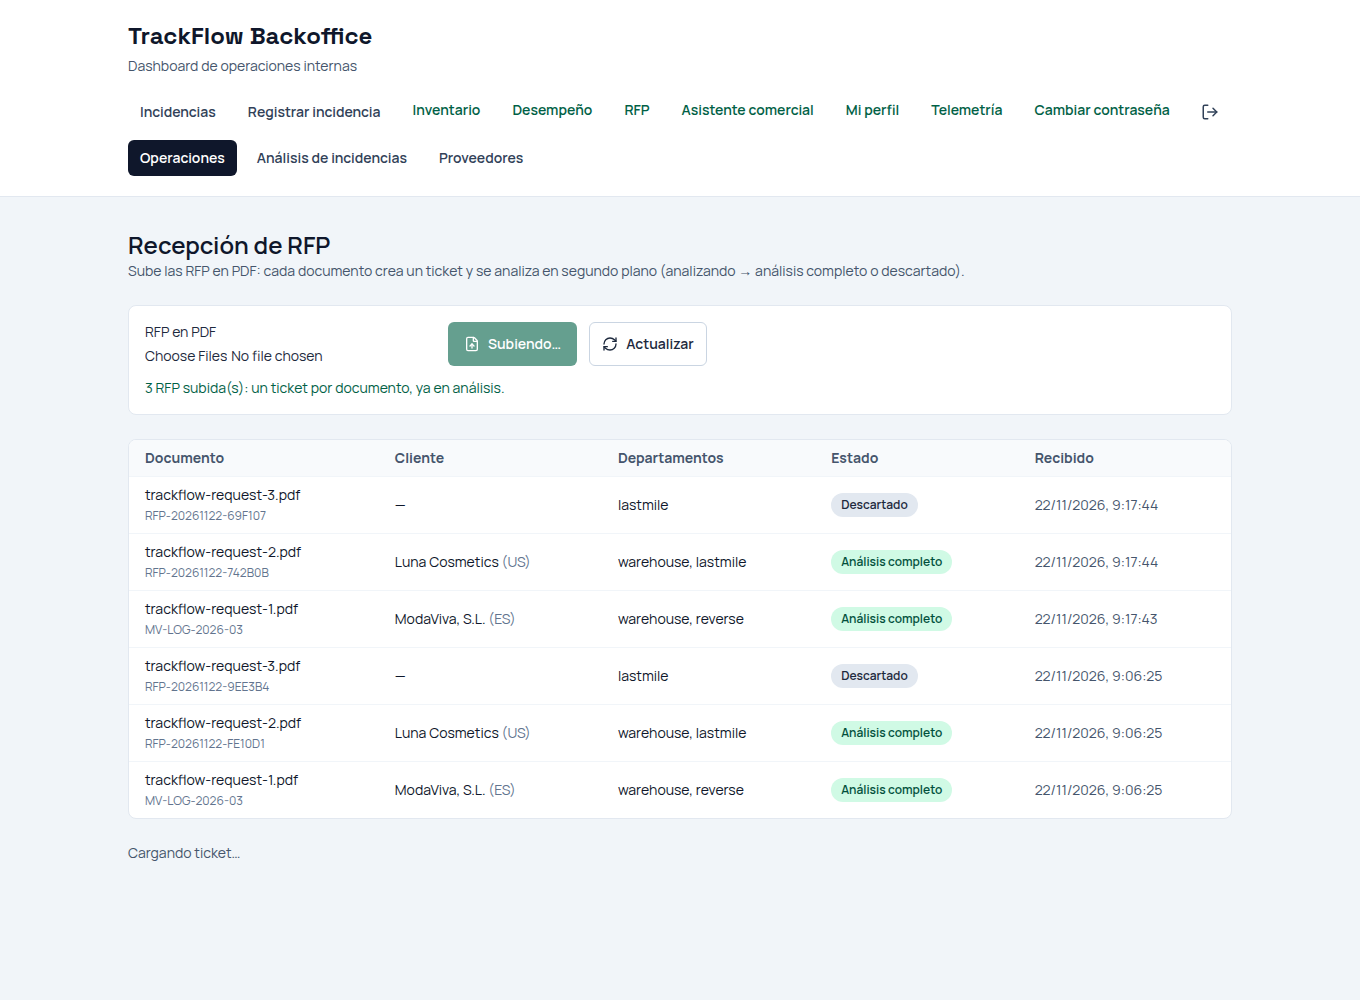 TrackFlow Backoffice
Dashboard de operaciones internas
Incidencias Registrar incidencia Inventario Desempeño RFP Asistente comercial Mi perfil Telemetría Cambiar contraseña
Operaciones Análisis de incidencias Proveedores
Recepción de RFP
Sube las RFP en PDF: cada documento crea un ticket y se analiza en segundo plano (analizando → análisis completo o descartado).
RFP en PDF
Choose Files No file chosen
Subiendo…
Actualizar
3 RFP subida(s): un ticket por documento, ya en análisis.
Documento Cliente Departamentos Estado Recibido
trackflow-request-3.pdf
RFP-20261122-69F107
— lastmile Descartado 22/11/2026, 9:17:44
trackflow-request-2.pdf
RFP-20261122-742B0B
Luna Cosmetics (US) warehouse, lastmile Análisis completo 22/11/2026, 9:17:44
trackflow-request-1.pdf
MV-LOG-2026-03
ModaViva, S.L. (ES) warehouse, reverse Análisis completo 22/11/2026, 9:17:43
trackflow-request-3.pdf
RFP-20261122-9EE3B4
— lastmile Descartado 22/11/2026, 9:06:25
trackflow-request-2.pdf
RFP-20261122-FE10D1
Luna Cosmetics (US) warehouse, lastmile Análisis completo 22/11/2026, 9:06:25
trackflow-request-1.pdf
MV-LOG-2026-03
ModaViva, S.L. (ES) warehouse, reverse Análisis completo 22/11/2026, 9:06:25
Cargando ticket…